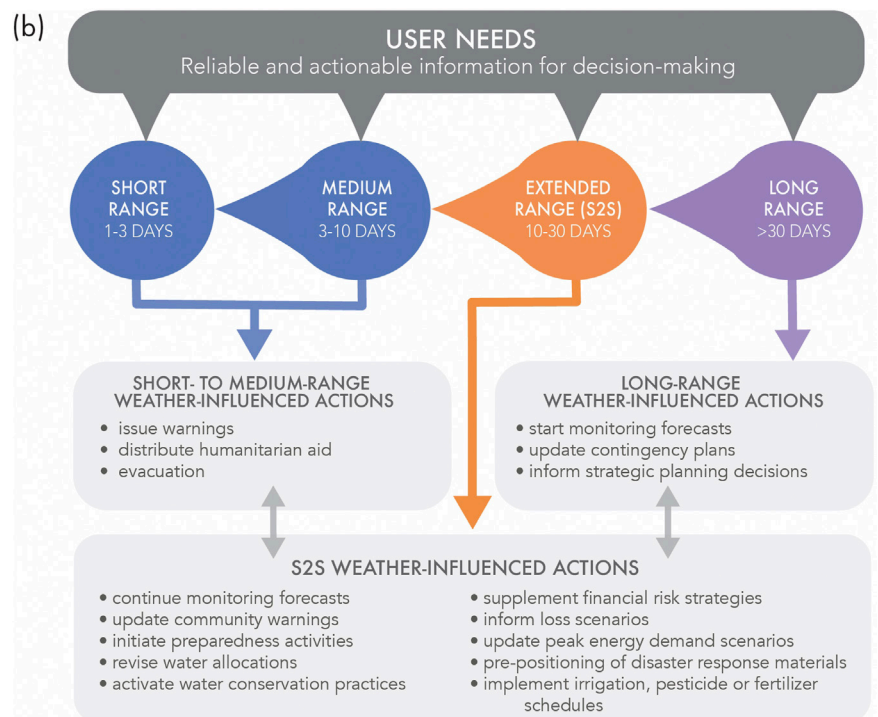 (b)
USER NEEDS
Reliable and actionable information for decision-making
SHORT
RANGE
1-3 DAYS
MEDIUM
RANGE
3-10 DAYS
EXTENDED
RANGE (S2S)
10-30 DAYS
LONG
RANGE
>30 DAYS
SHORT- TO MEDIUM-RANGE
WEATHER-INFLUENCED ACTIONS
• issue warnings
• distribute humanitarian aid
• evacuation
LONG-RANGE
WEATHER-INFLUENCED ACTIONS
• start monitoring forecasts
• update contingency plans
• inform strategic planning decisions
S2S WEATHER-INFLUENCED ACTIONS
• continue monitoring forecasts
• update community warnings
• initiate preparedness activities
• revise water allocations
• activate water conservation practices
• supplement financial risk strategies
• inform loss scenarios
• update peak energy demand scenarios
• pre-positioning of disaster response materials
• implement irrigation, pesticide or fertilizer
schedules